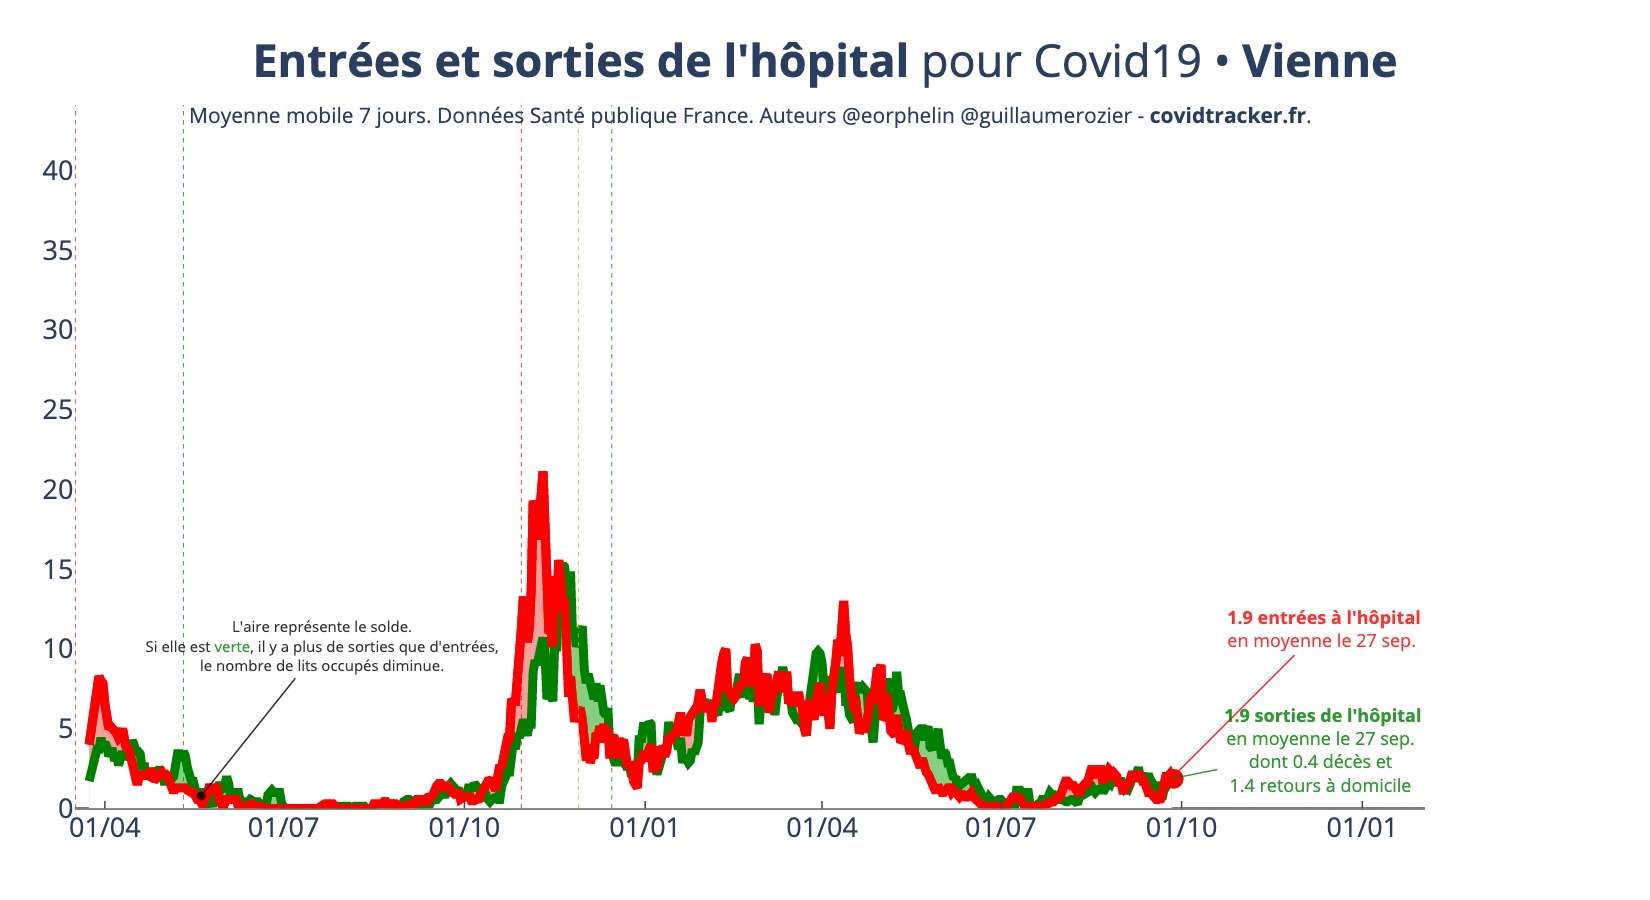 Entrées et sorties de l'hôpital pour Covid19 • Vienne
Moyenne mobile 7 jours. Données Santé publique France. Auteurs @eorphelin @guillaumerozier - covidtracker.fr.
40
35
30
25
20
15
10
5
0
L'aire représente le solde.
Si elle est verte, il y a plus de sorties que d'entrées,
le nombre de lits occupés diminue.
1.9 entrées à l'hôpital
en moyenne le 27 sep.
1.9 sorties de l'hôpital
en moyenne le 27 sep.
dont 0.4 décès et
1.4 retours à domicile
01/04 01/07 01/10 01/01 01/04 01/07 01/10 01/01